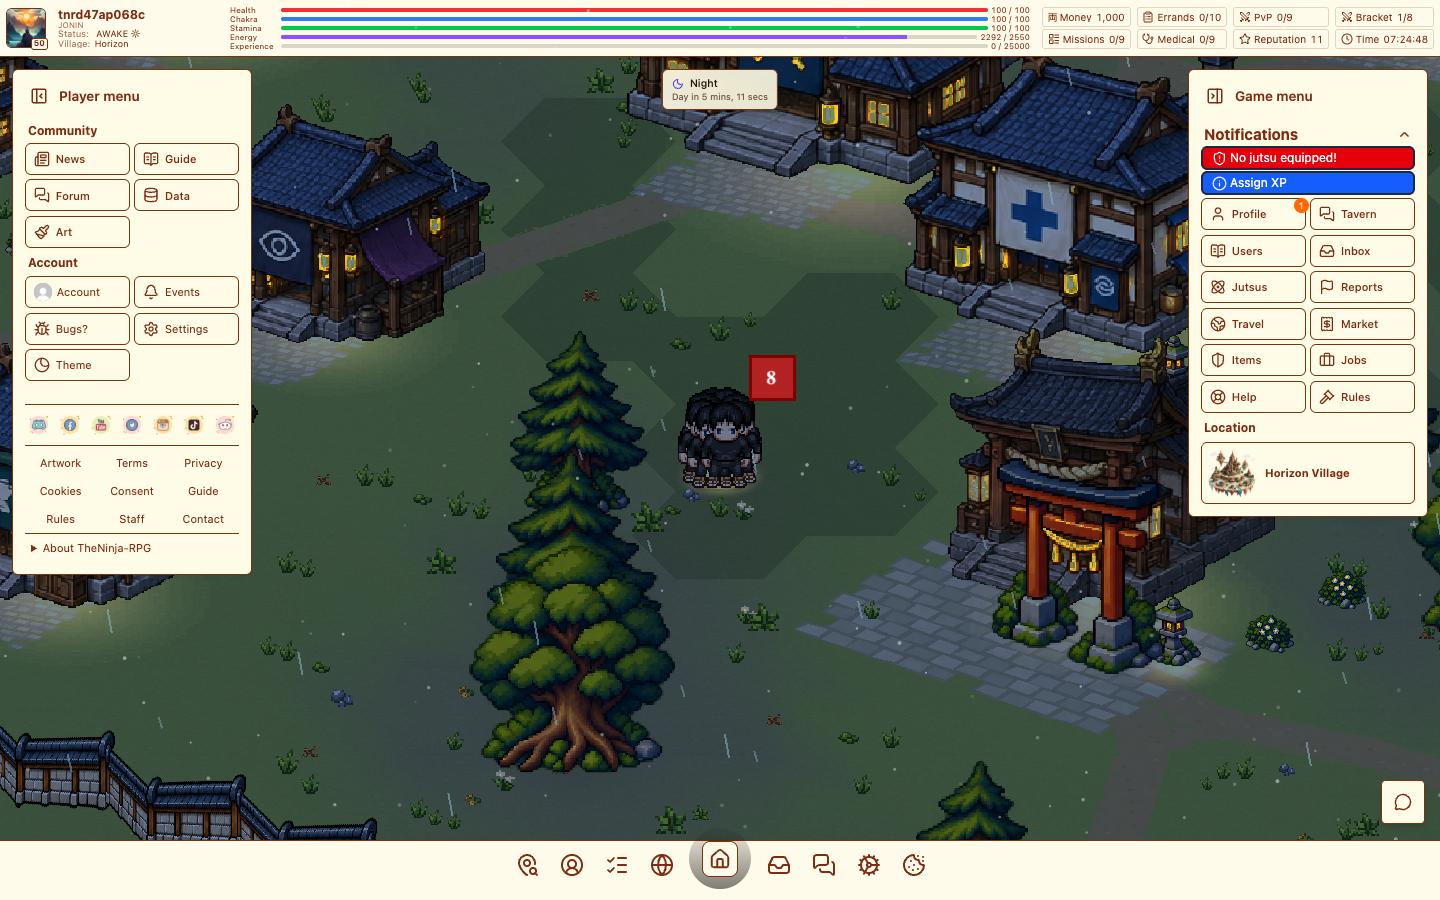 tnrd47ap068c
JONIN
Status: AWAKE
Village: Horizon
50
Health 100 / 100
Chakra 100 / 100
Stamina 100 / 100
Energy 2292 / 2550
Experience 0 / 25000
両 Money 1,000
Errands 0/10
PvP 0/9
Bracket 1/8
Missions 0/9
Medical 0/9
Reputation 11
Time 07:24:48
Player menu
Community
News
Guide
Forum
Data
Art
Account
Account
Events
Bugs?
Settings
Theme
Artwork Terms Privacy
Cookies Consent Guide
Rules Staff Contact
About TheNinja-RPG
Night
Day in 5 mins, 11 secs
8
Game menu
Notifications
No jutsu equipped!
Assign XP
Profile 1
Tavern
Users
Inbox
Jutsus
Reports
Travel
Market
Items
Jobs
Help
Rules
Location
Horizon Village